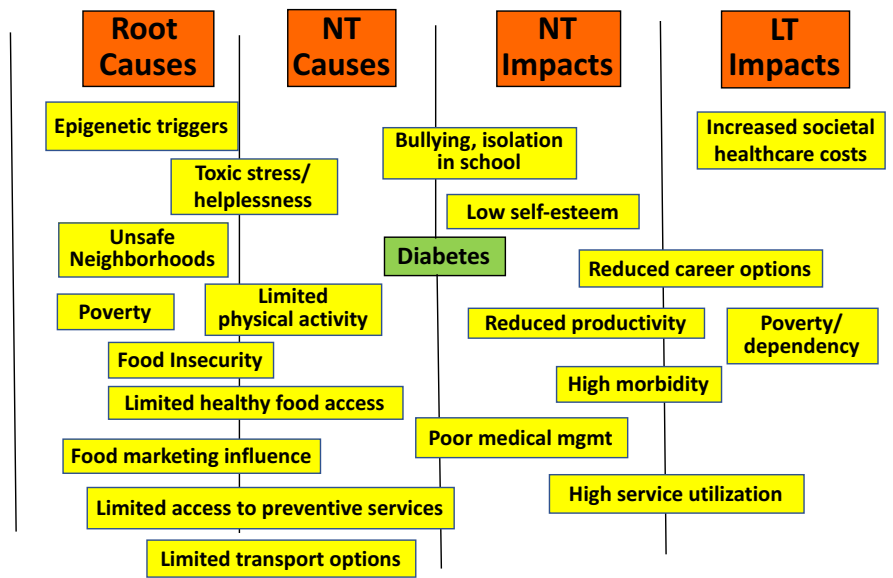 Root
Causes
NT
Causes
NT
Impacts
LT
Impacts
Epigenetic triggers
Toxic stress/
helplessness
Unsafe
Neighborhoods
Poverty
Limited
physical activity
Food Insecurity
Limited healthy food access
Food marketing influence
Limited access to preventive services
Limited transport options
Bullying, isolation
in school
Low self-esteem
Diabetes
Reduced career options
Reduced productivity
High morbidity
Poor medical mgmt
High service utilization
Increased societal
healthcare costs
Poverty/
dependency